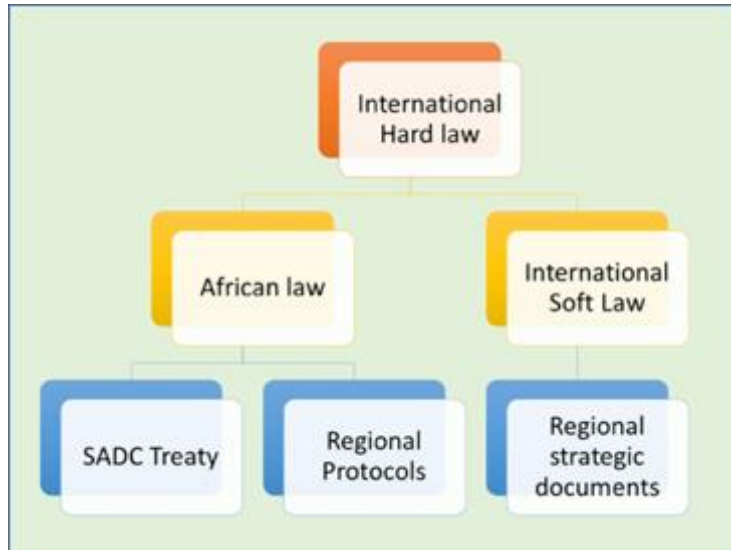 International
Hard law
African law
International
Soft Law
SADC Treaty
Regional
Protocols
Regional
strategic
documents